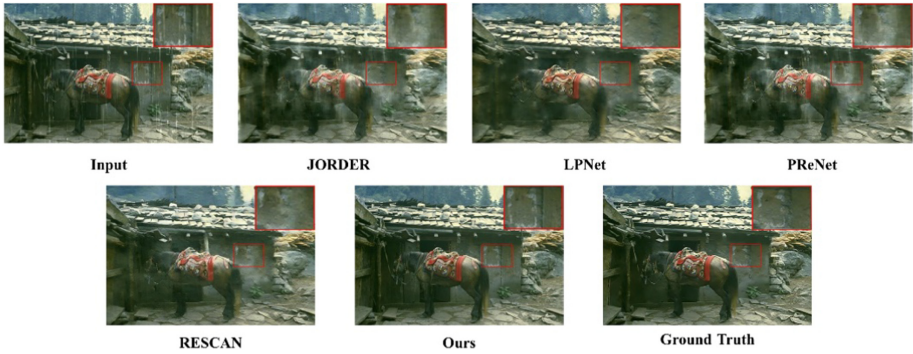 Input
JORDER
LPNet
PReNet
RESCAN
Ours
Ground Truth